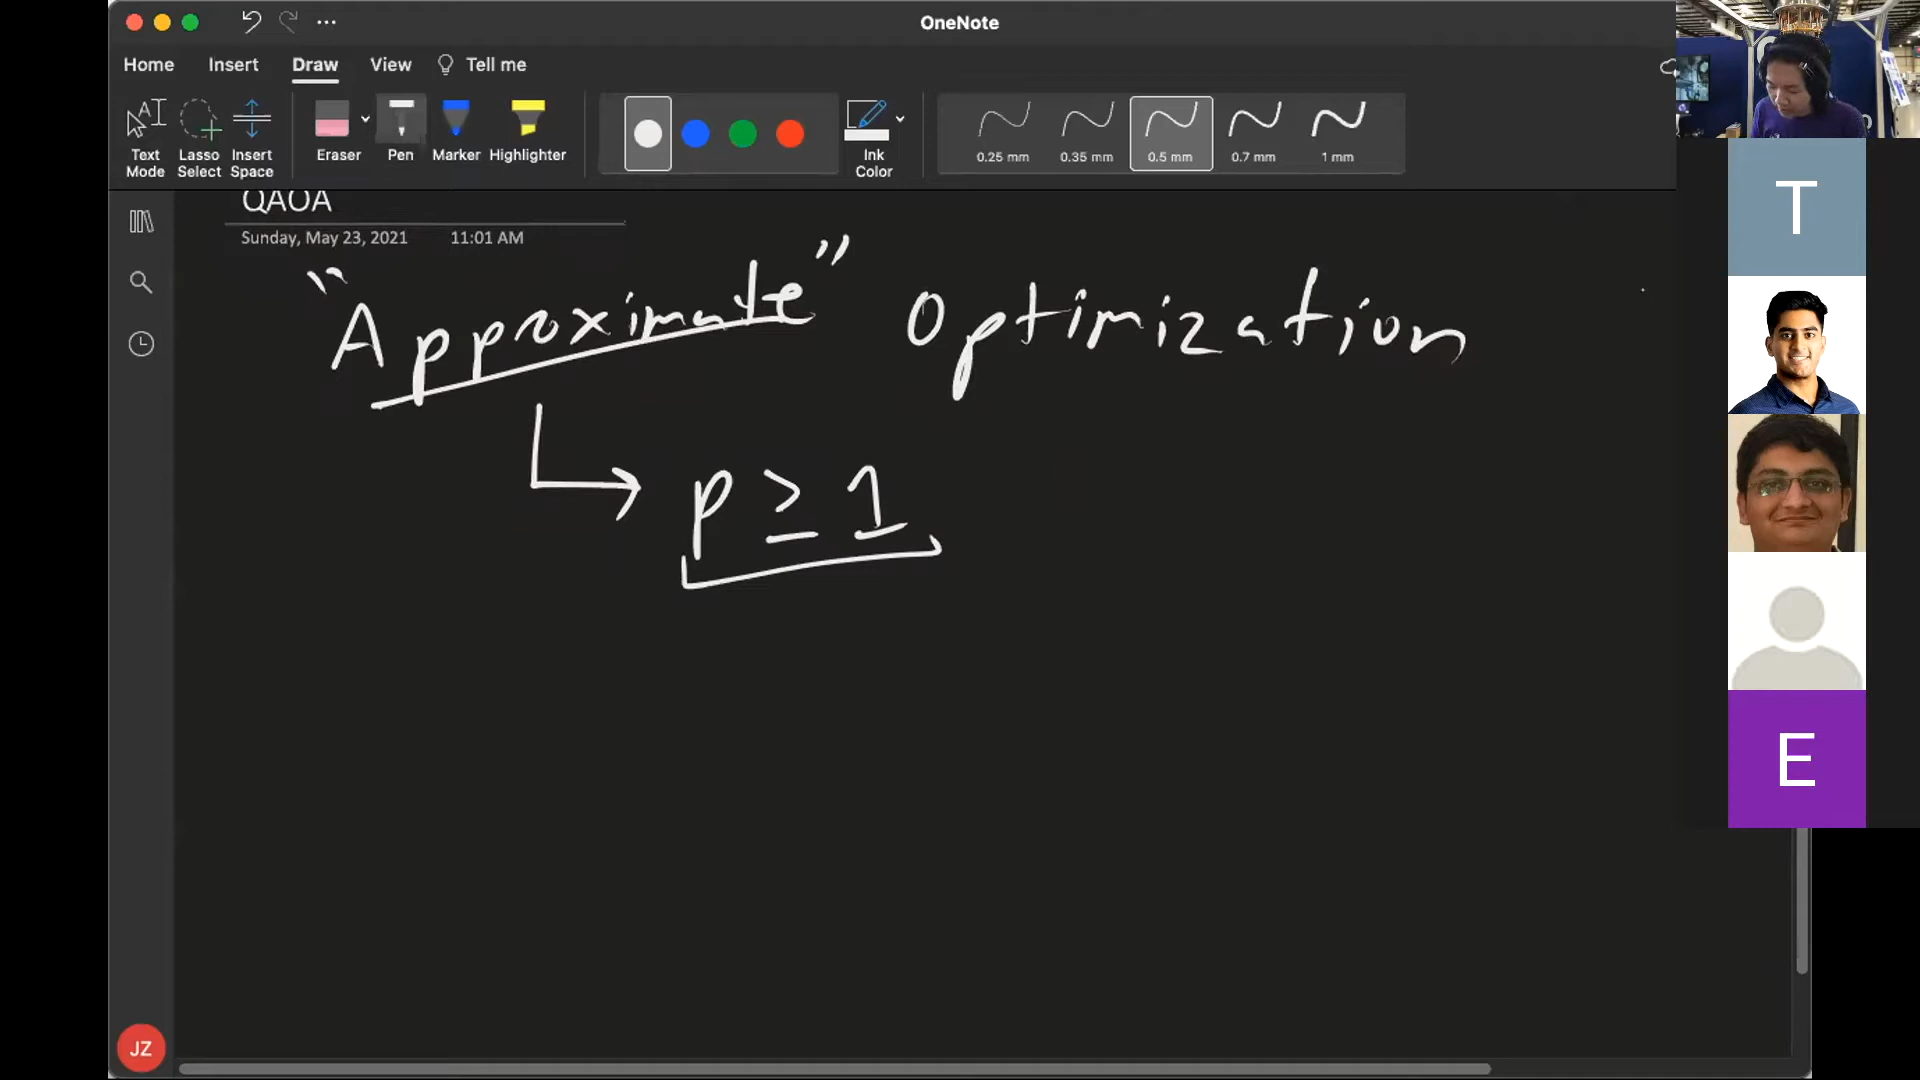 OneNote
Home Insert Draw View Tell me
Text Mode
Lasso Select
Insert Space
Eraser
Pen
Marker
Highlighter
Ink Color
0.25 mm
0.35 mm
0.5 mm
0.7 mm
1 mm
QAOA
Sunday, May 23, 2021 11:01 AM
"Approximate" Optimization
p ≥ 1
T
E
JZ